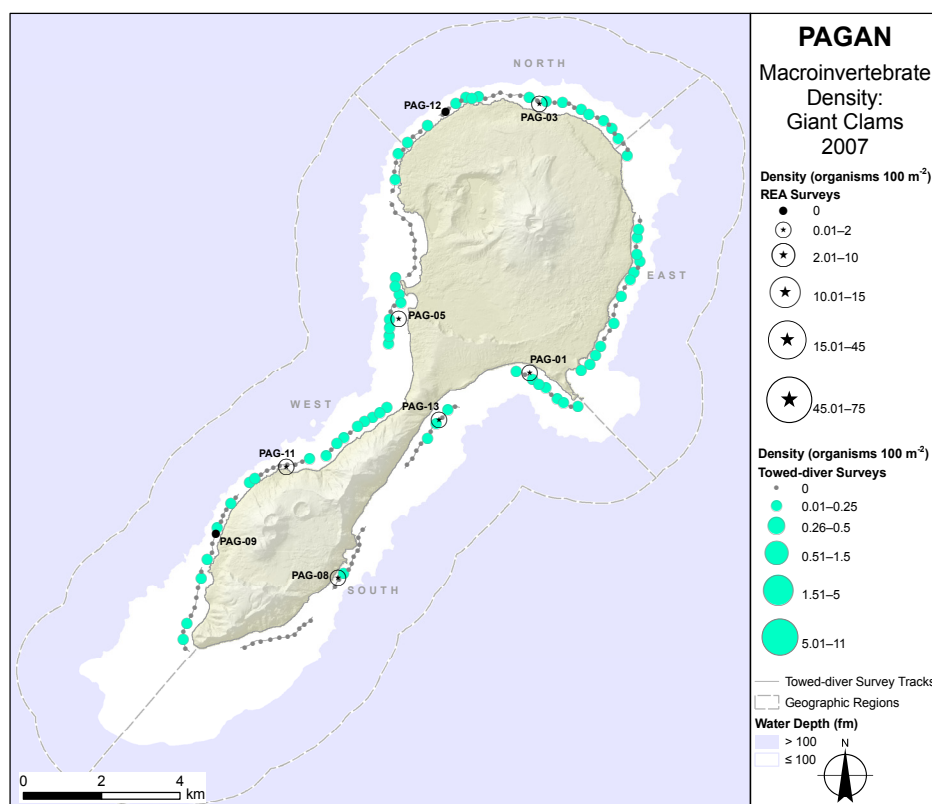 PAGAN
Macroinvertebrate
Density:
Giant Clams
2007
Density (organisms 100 m⁻²)
REA Surveys
0
0.01–2
2.01–10
10.01–15
15.01–45
45.01–75
Density (organisms 100 m⁻²)
Towed-diver Surveys
0
0.01–0.25
0.26–0.5
0.51–1.5
1.51–5
5.01–11
Towed-diver Survey Tracks
Geographic Regions
Water Depth (fm)
> 100
≤ 100
N
NORTH
PAG-12
PAG-03
EAST
PAG-05
PAG-01
WEST
PAG-13
PAG-11
PAG-09
PAG-08
SOUTH
0 2 4
km